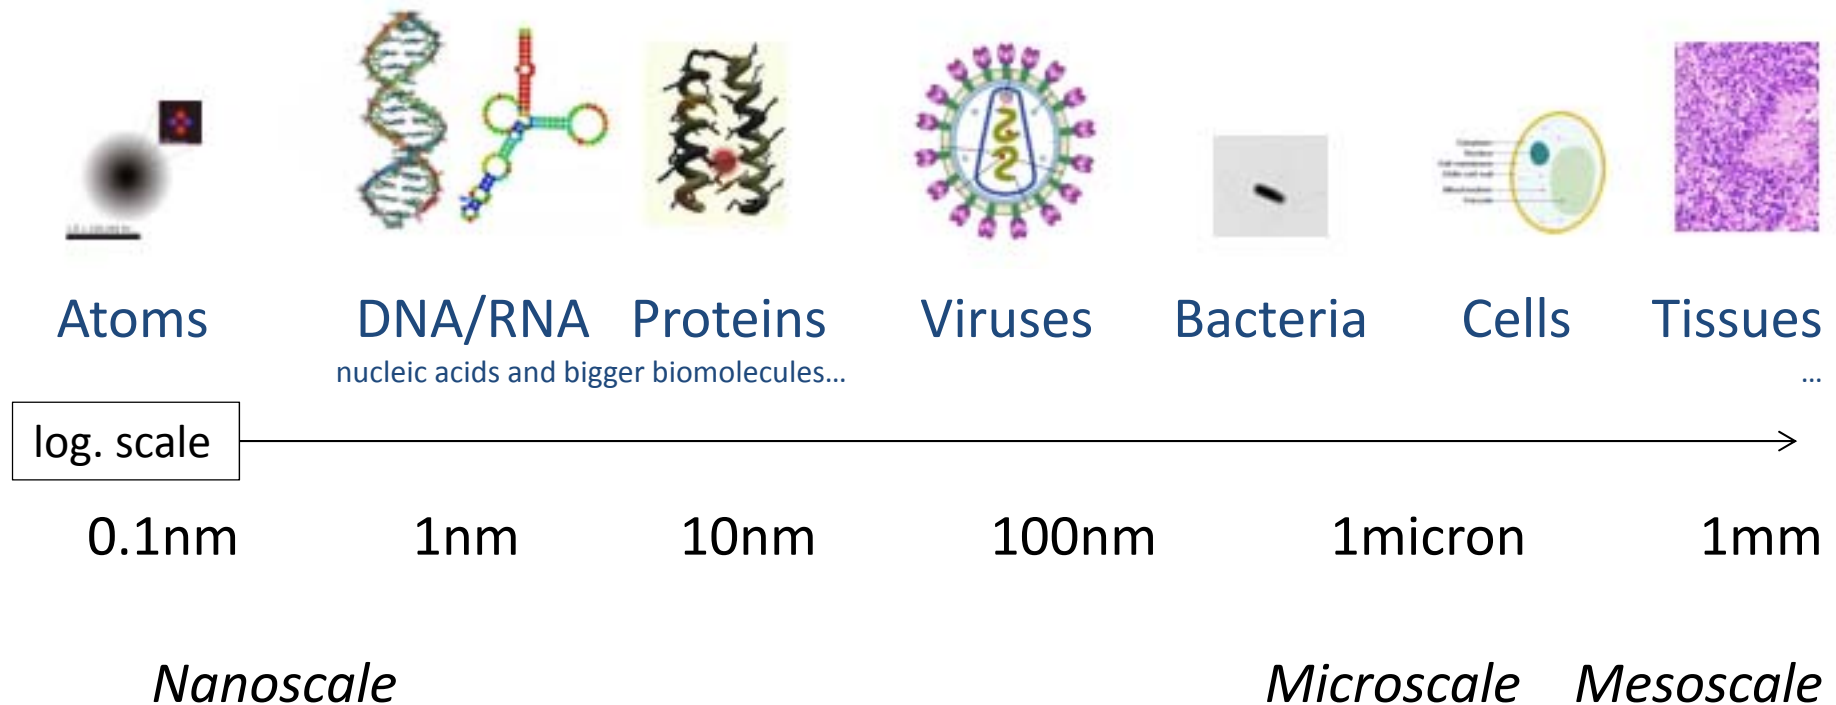 Atoms DNA/RNA Proteins Viruses Bacteria Cells Tissues
nucleic acids and bigger biomolecules... ...
log. scale
0.1nm 1nm 10nm 100nm 1micron 1mm
Nanoscale Microscale Mesoscale